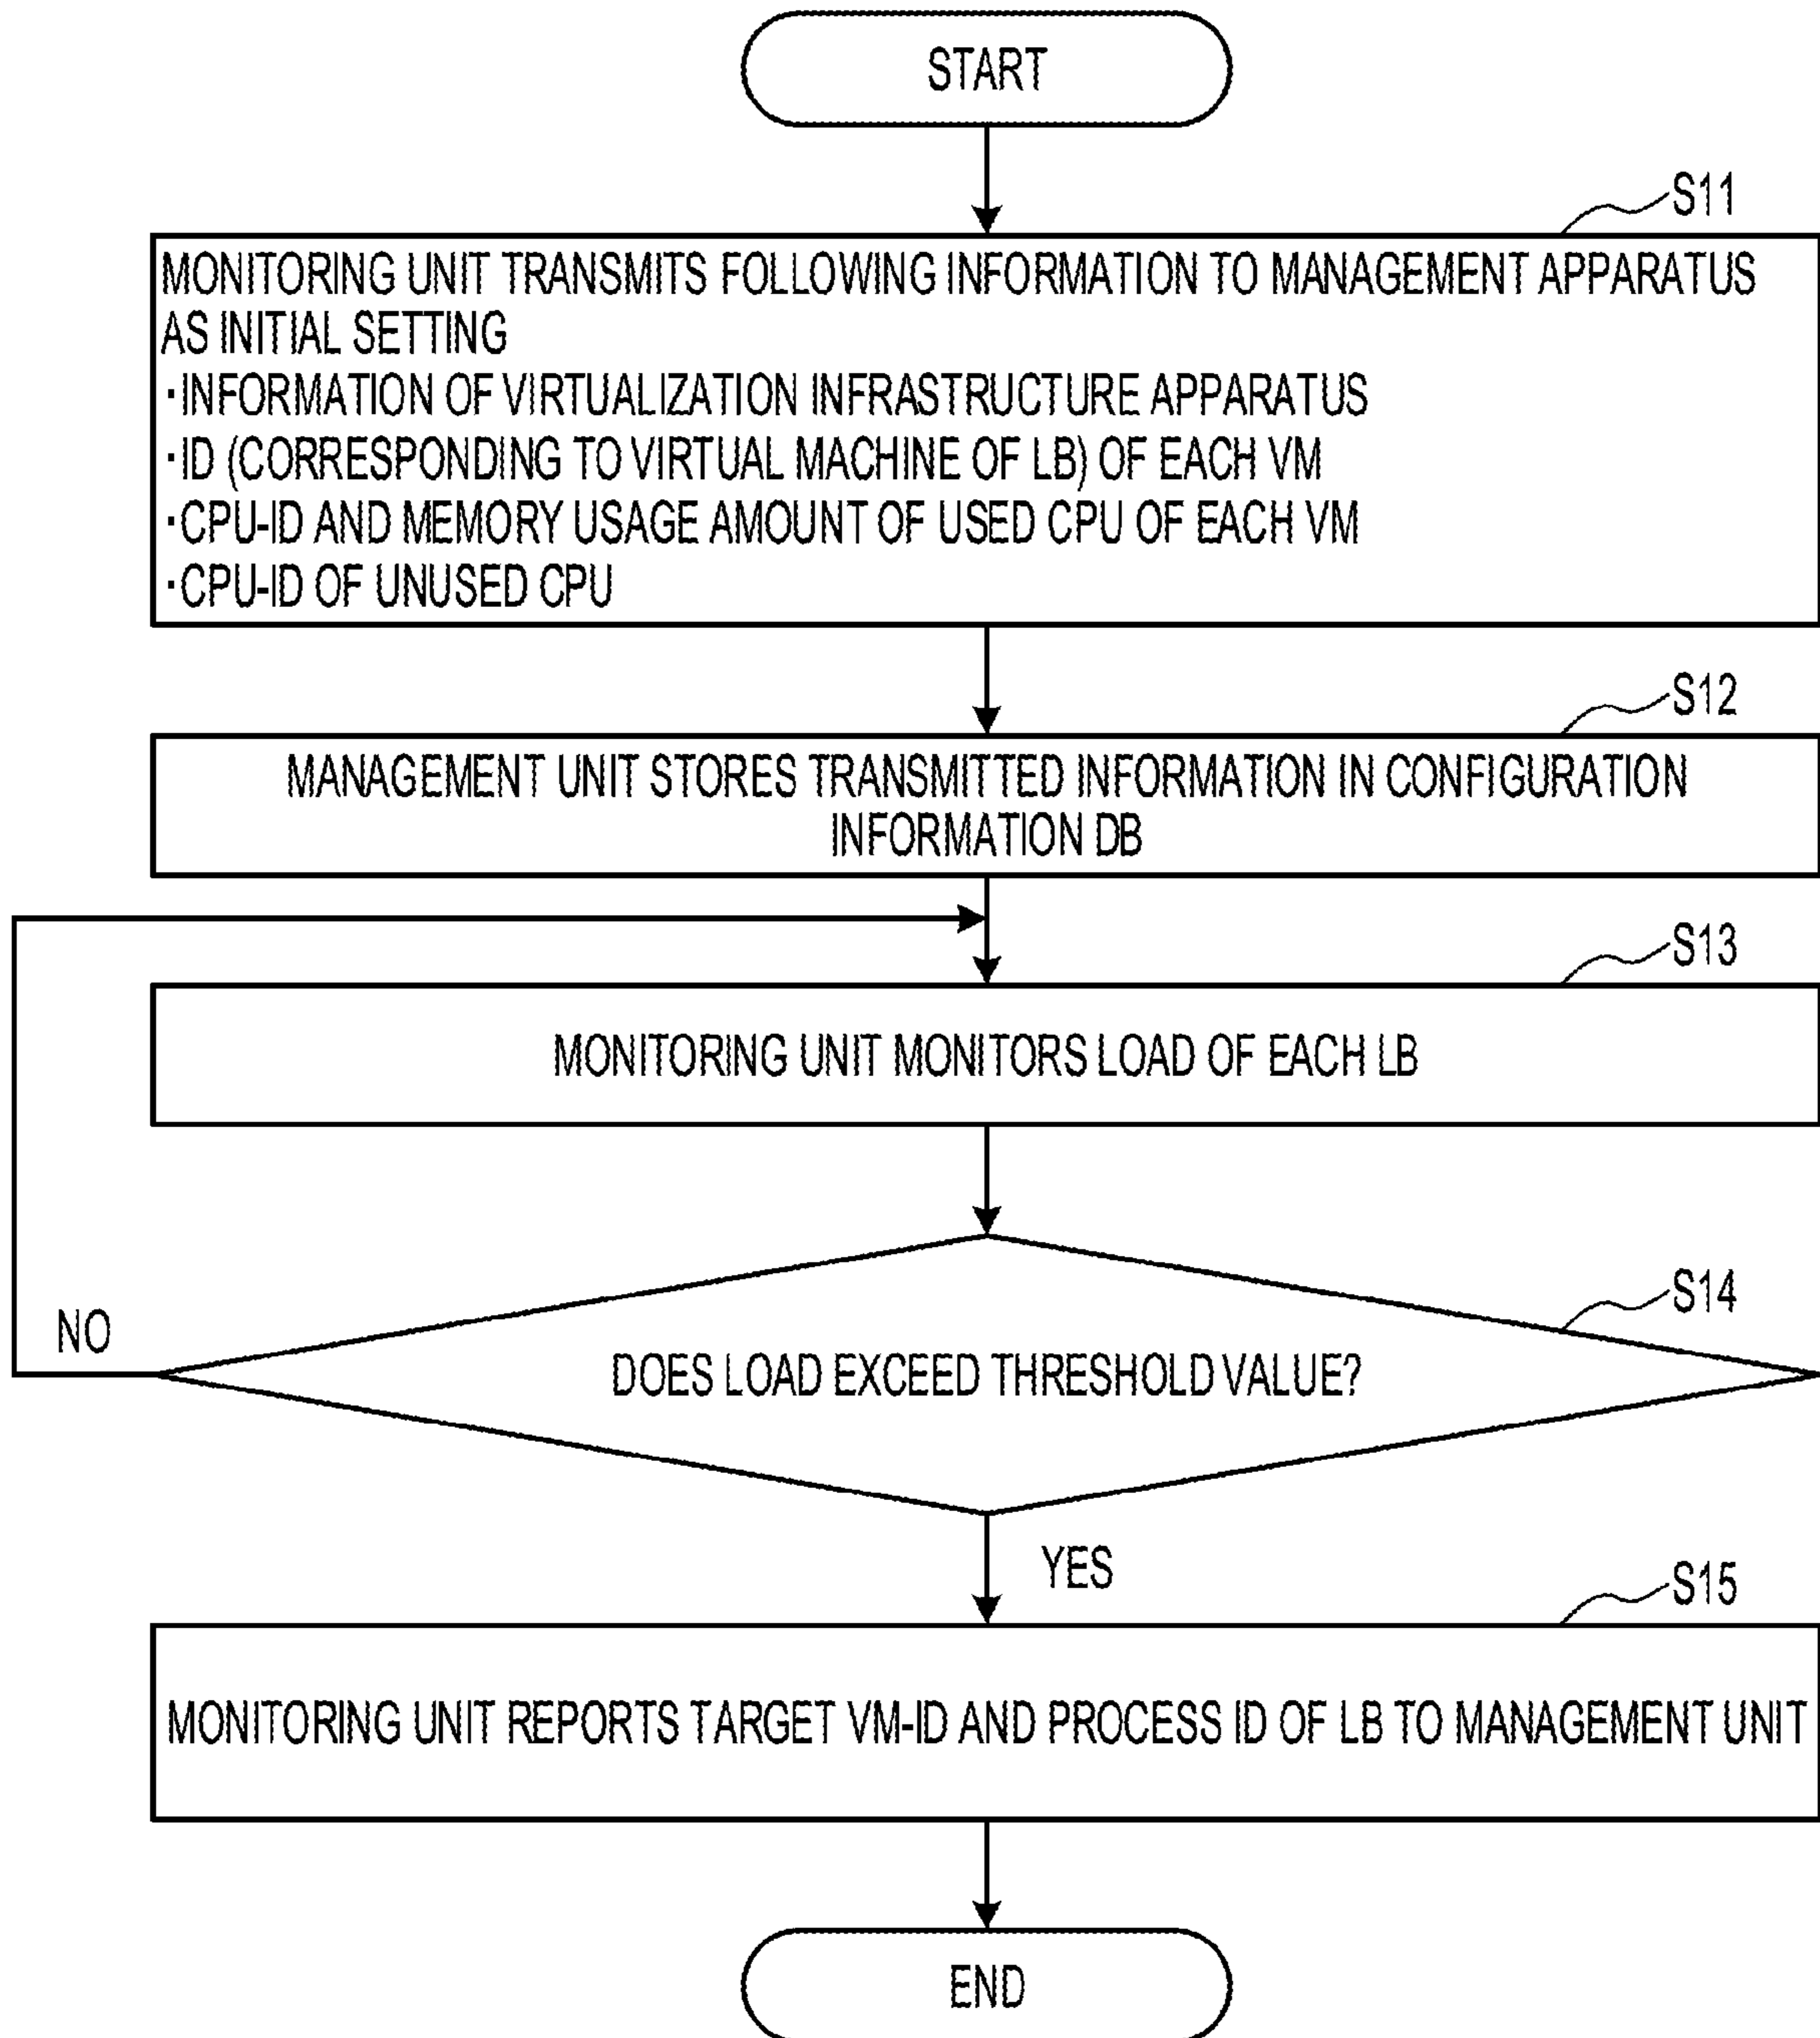 START
S11
MONITORING UNIT TRANSMITS FOLLOWING INFORMATION TO MANAGEMENT APPARATUS
AS INITIAL SETTING
·INFORMATION OF VIRTUALIZATION INFRASTRUCTURE APPARATUS
·ID (CORRESPONDING TO VIRTUAL MACHINE OF LB) OF EACH VM
·CPU-ID AND MEMORY USAGE AMOUNT OF USED CPU OF EACH VM
·CPU-ID OF UNUSED CPU
S12
MANAGEMENT UNIT STORES TRANSMITTED INFORMATION IN CONFIGURATION
INFORMATION DB
S13
MONITORING UNIT MONITORS LOAD OF EACH LB
S14
NO
DOES LOAD EXCEED THRESHOLD VALUE?
YES
S15
MONITORING UNIT REPORTS TARGET VM-ID AND PROCESS ID OF LB TO MANAGEMENT UNIT
END